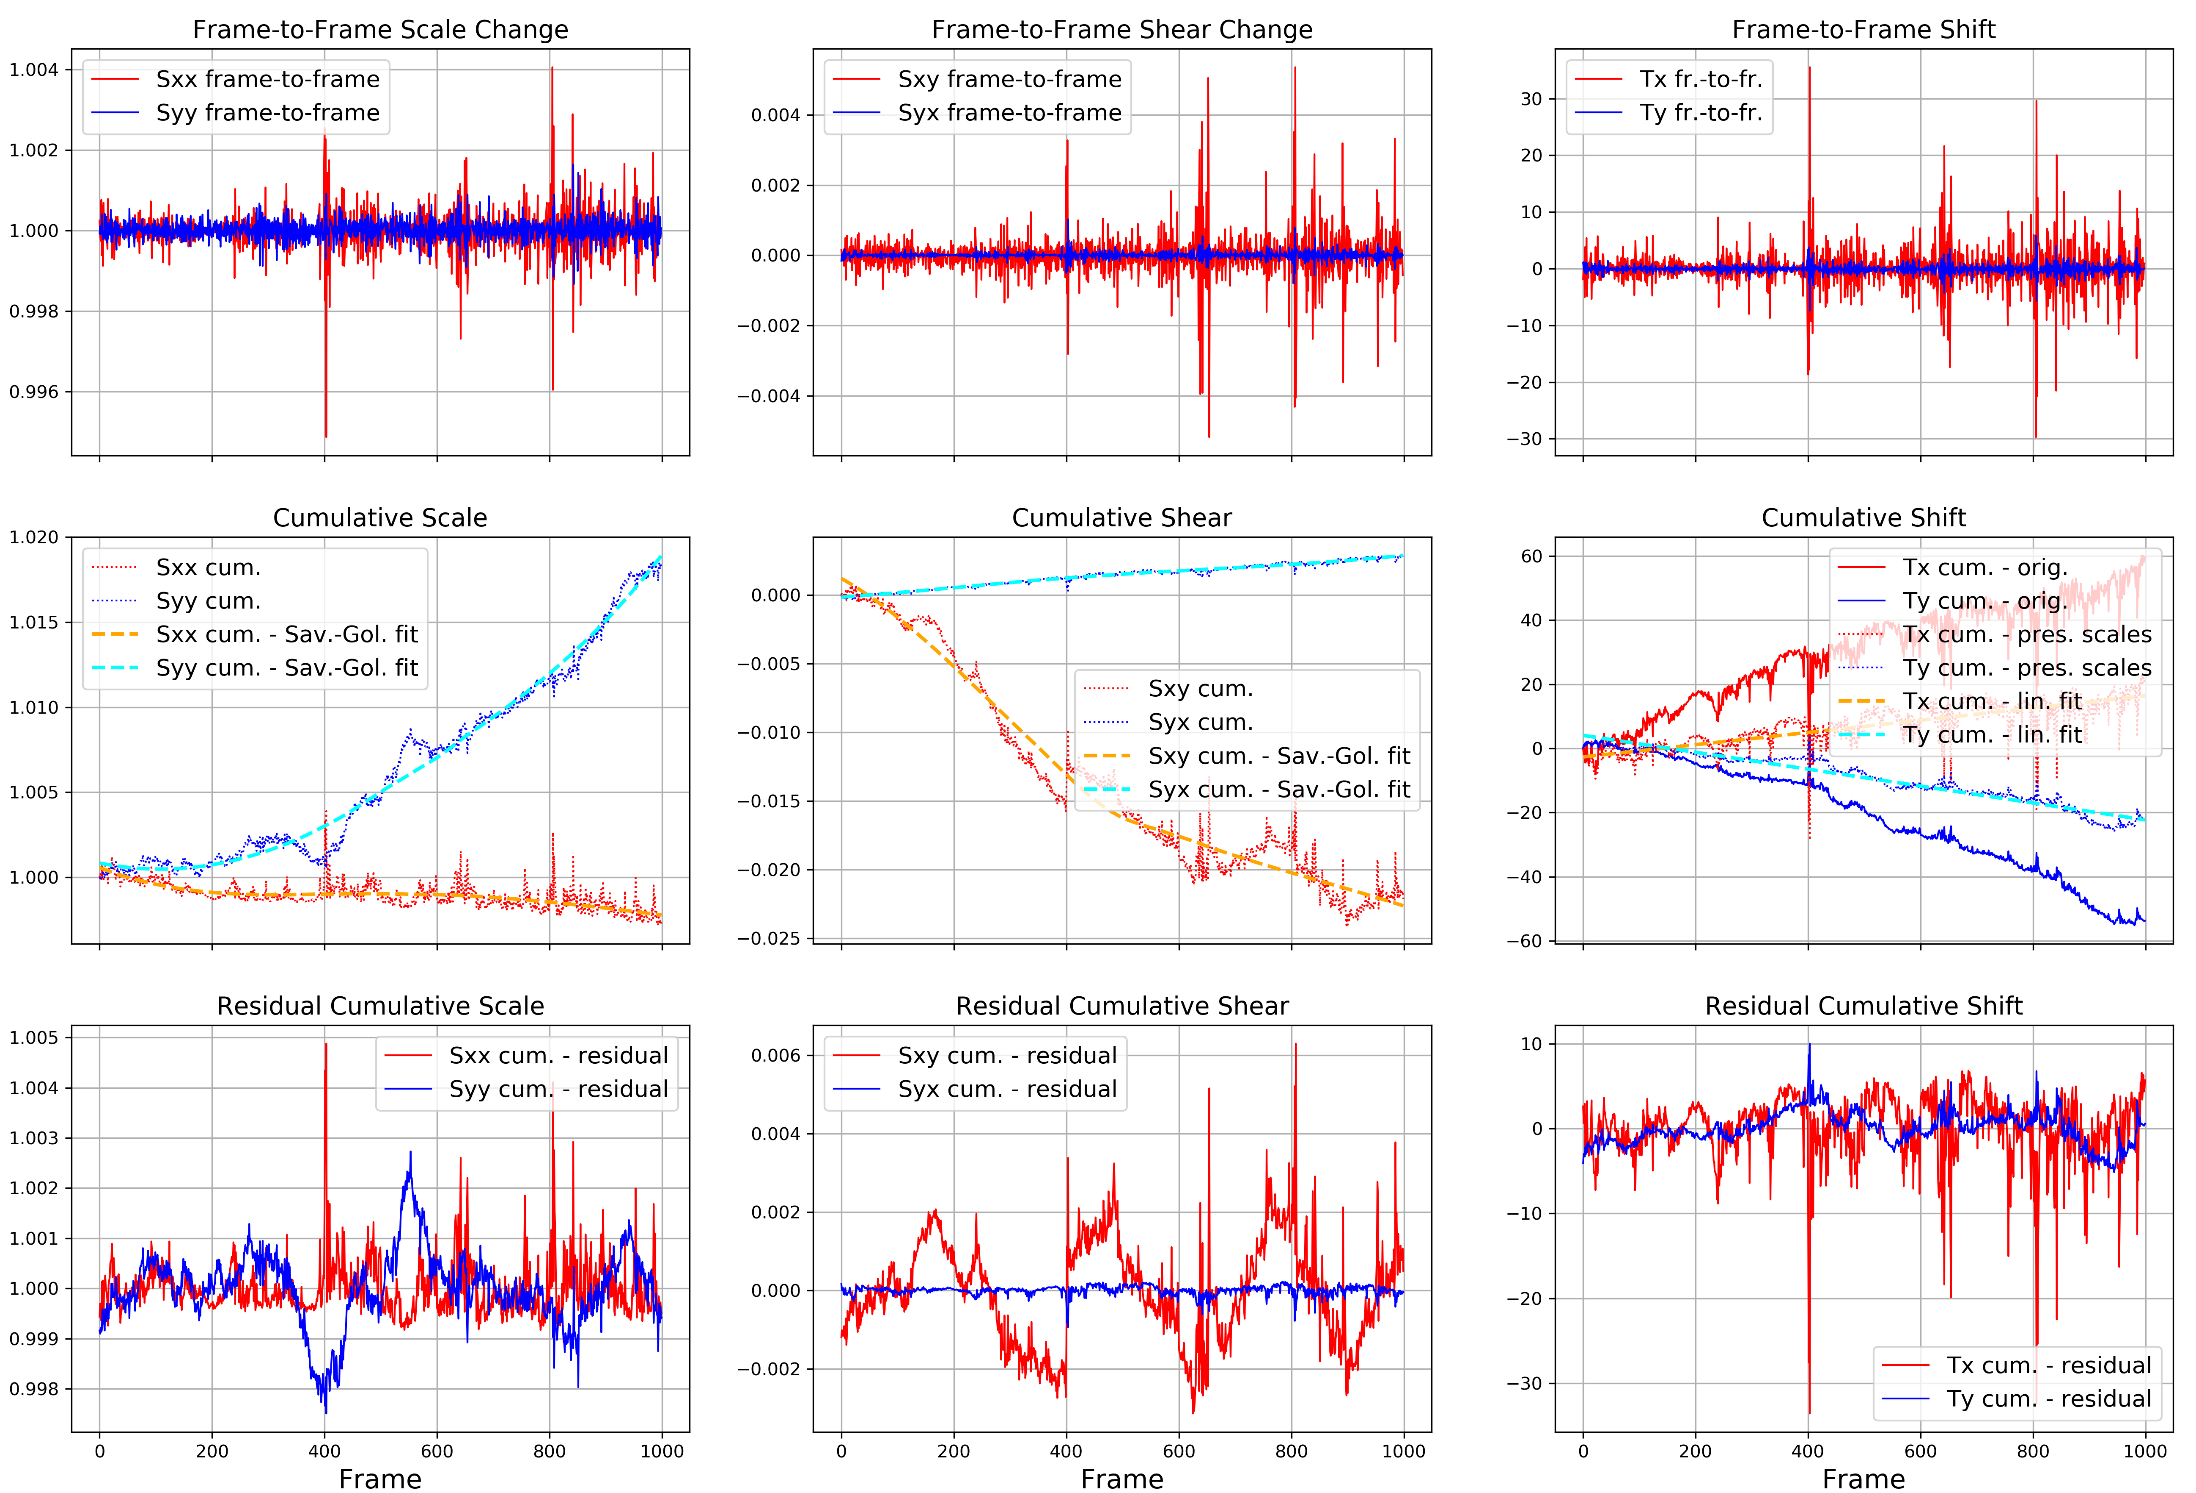 Frame-to-Frame Scale Change
1.004
1.002
1.000
0.998
0.996
Sxx frame-to-frame
Syy frame-to-frame
Frame-to-Frame Shear Change
0.004
0.002
0.000
−0.002
−0.004
Sxy frame-to-frame
Syx frame-to-frame
Frame-to-Frame Shift
30
20
10
0
−10
−20
−30
Tx fr.-to-fr.
Ty fr.-to-fr.
Cumulative Scale
1.020
1.015
1.010
1.005
1.000
Sxx cum.
Syy cum.
Sxx cum. - Sav.-Gol. fit
Syy cum. - Sav.-Gol. fit
Cumulative Shear
0.000
−0.005
−0.010
−0.015
−0.020
−0.025
Sxy cum.
Syx cum.
Sxy cum. - Sav.-Gol. fit
Syx cum. - Sav.-Gol. fit
Cumulative Shift
60
40
20
0
−20
−40
−60
Tx cum. - orig.
Ty cum. - orig.
Tx cum. - pres. scales
Ty cum. - pres. scales
Tx cum. - lin. fit
Ty cum. - lin. fit
Residual Cumulative Scale
1.005
1.004
1.003
1.002
1.001
1.000
0.999
0.998
Sxx cum. - residual
Syy cum. - residual
0 200 400 600 800 1000
Frame
Residual Cumulative Shear
0.006
0.004
0.002
0.000
−0.002
Sxy cum. - residual
Syx cum. - residual
0 200 400 600 800 1000
Frame
Residual Cumulative Shift
10
0
−10
−20
−30
Tx cum. - residual
Ty cum. - residual
0 200 400 600 800 1000
Frame